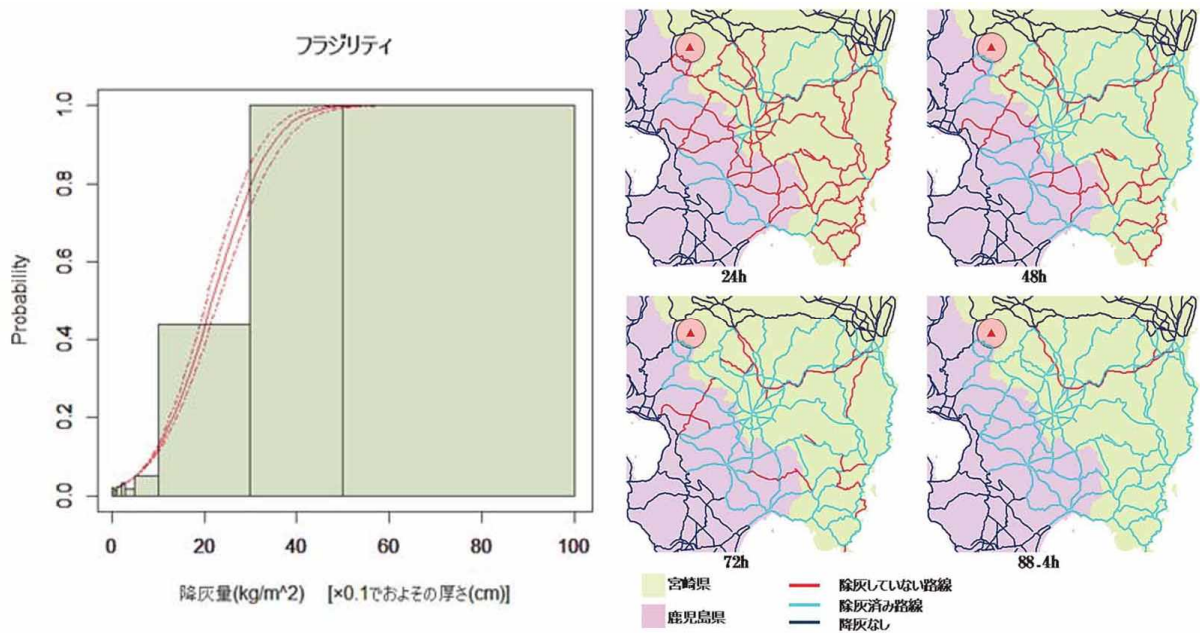 フラジリティ
Probability
1.0
0.8
0.6
0.4
0.2
0.0
0
20
40
60
80
100
降灰量(kg/m^2) [×0.1でおよその厚さ(cm)]
24h
48h
72h
88.4h
宮崎県
鹿児島県
除灰していない路線
除灰済み路線
降灰なし